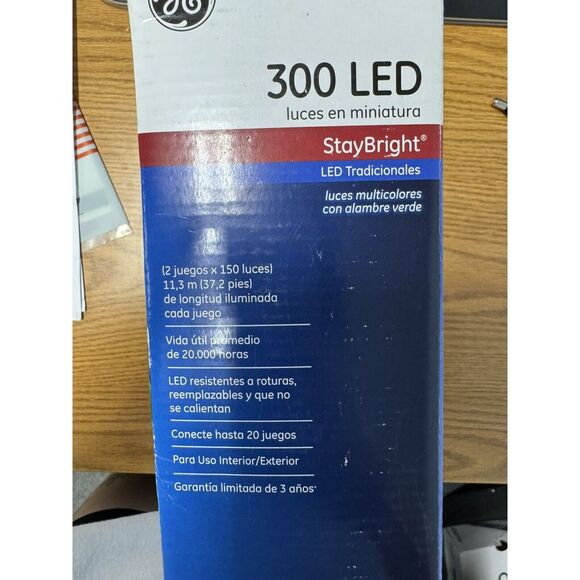 GE
300 LED
luces en miniatura
StayBright®
LED Tradicionales
luces multicolores
con alambre verde
(2 juegos x 150 luces)
11,3 m (37,2 pies)
de longitud iluminada
cada juego
Vida útil promedio
de 20.000 horas
LED resistentes a roturas,
reemplazables y que no
se calientan
Conecte hasta 20 juegos
Para Uso Interior/Exterior
Garantía limitada de 3 años*